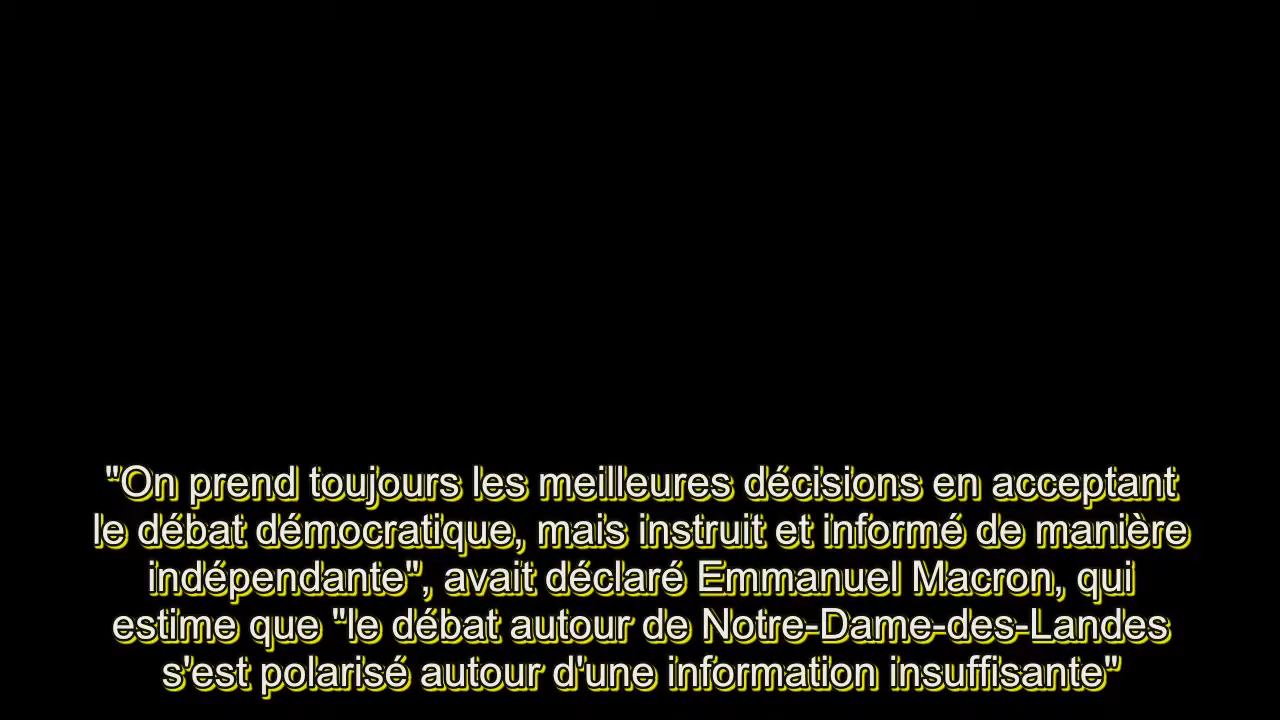 "On prend toujours les meilleures décisions en acceptant
le débat démocratique, mais instruit et informé de manière
indépendante", avait déclaré Emmanuel Macron, qui
estime que "le débat autour de Notre-Dame-des-Landes
s'est polarisé autour d'une information insuffisante"